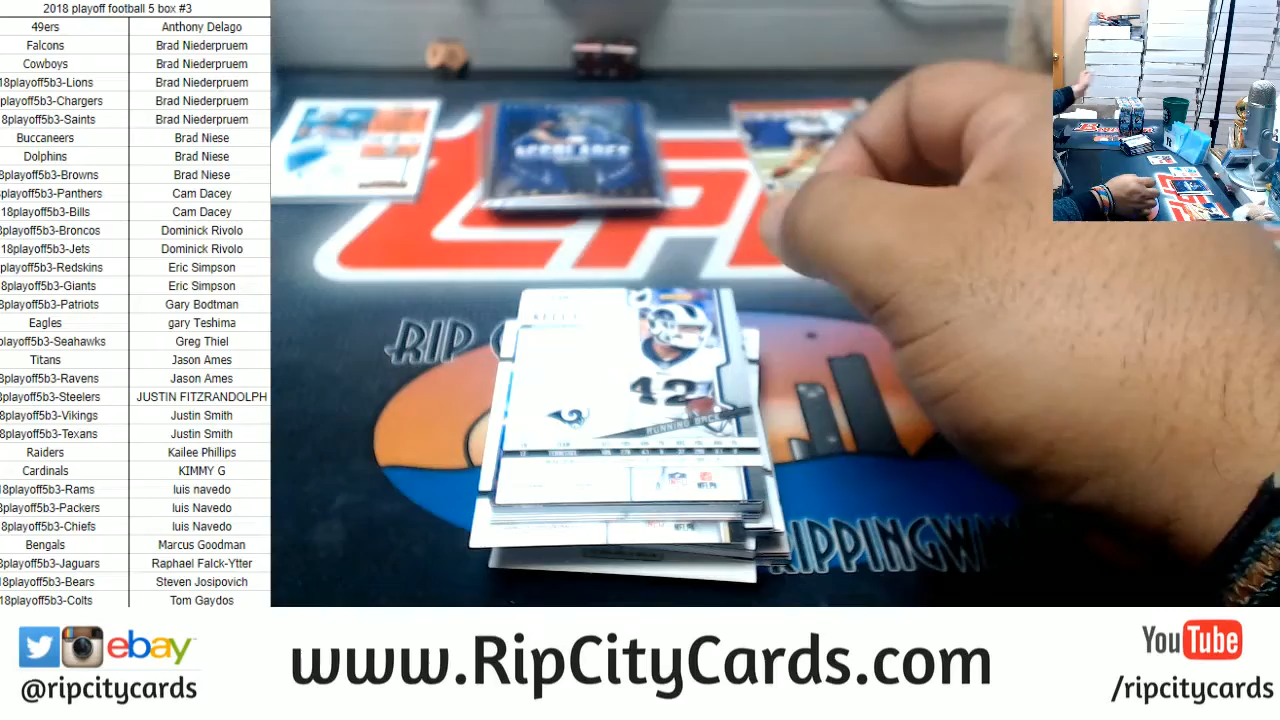 2018 playoff football 5 box #3
49ers Anthony Delago
Falcons Brad Niederpruem
Cowboys Brad Niederpruem
18playoff5b3-Lions Brad Niederpruem
playoff5b3-Chargers Brad Niederpruem
8playoff5b3-Saints Brad Niederpruem
Buccaneers Brad Niese
Dolphins Brad Niese
8playoff5b3-Browns Brad Niese
playoff5b3-Panthers Cam Dacey
18playoff5b3-Bills Cam Dacey
playoff5b3-Broncos Dominick Rivolo
18playoff5b3-Jets Dominick Rivolo
playoff5b3-Redskins Eric Simpson
8playoff5b3-Giants Eric Simpson
8playoff5b3-Patriots Gary Bodtman
Eagles gary Teshima
playoff5b3-Seahawks Greg Thiel
Titans Jason Ames
8playoff5b3-Ravens Jason Ames
8playoff5b3-Steelers JUSTIN FITZRANDOLPH
8playoff5b3-Vikings Justin Smith
8playoff5b3-Texans Justin Smith
Raiders Kailee Phillips
Cardinals KIMMY G
18playoff5b3-Rams luis navedo
8playoff5b3-Packers luis Navedo
8playoff5b3-Chiefs luis Navedo
Bengals Marcus Goodman
8playoff5b3-Jaguars Raphael Falck-Ytter
18playoff5b3-Bears Steven Josipovich
18playoff5b3-Colts Tom Gaydos
ACCOLADES
RIP
42
RUNNING BACK
RIPPINGW
ebay
@ripcitycards
www.RipCityCards.com
YouTube
/ripcitycards